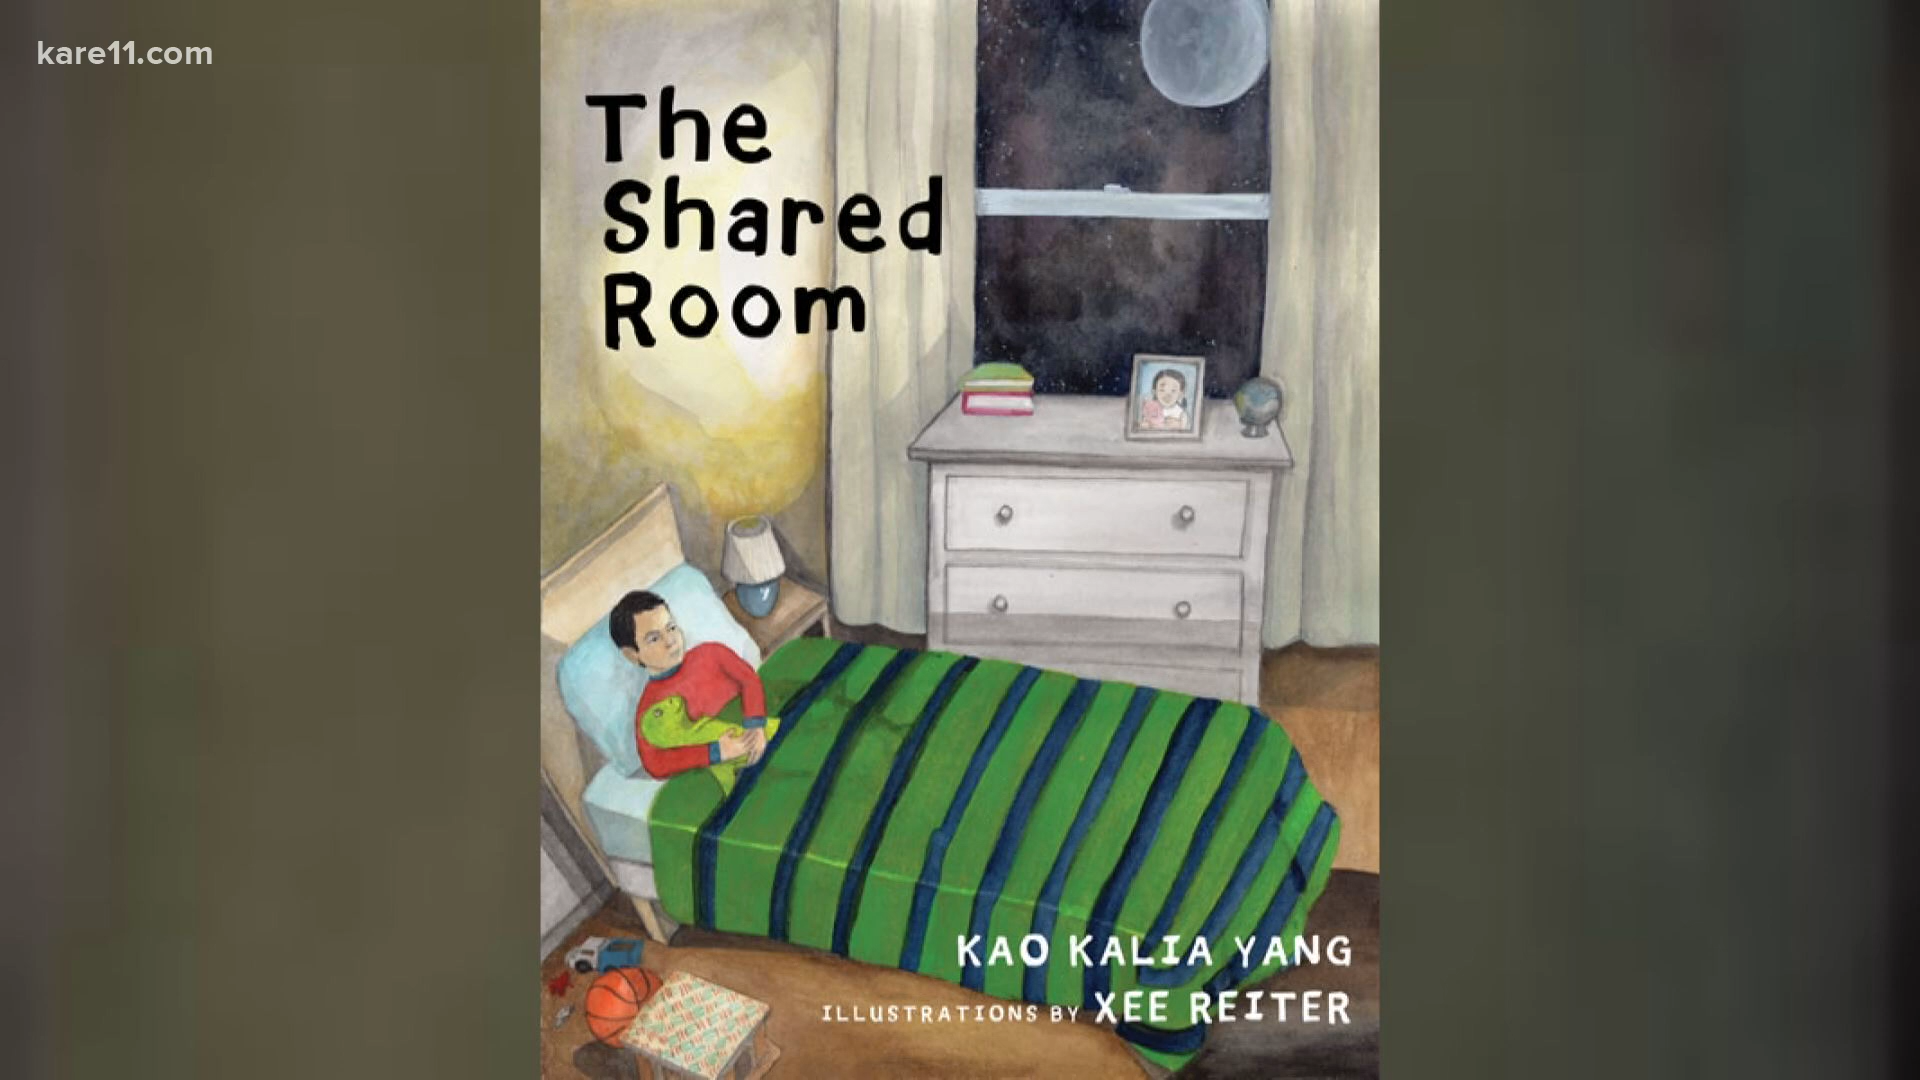 kare11.com
The
Shared
Room
KAO KALIA YANG
ILLUSTRATIONS BY XEE REITER